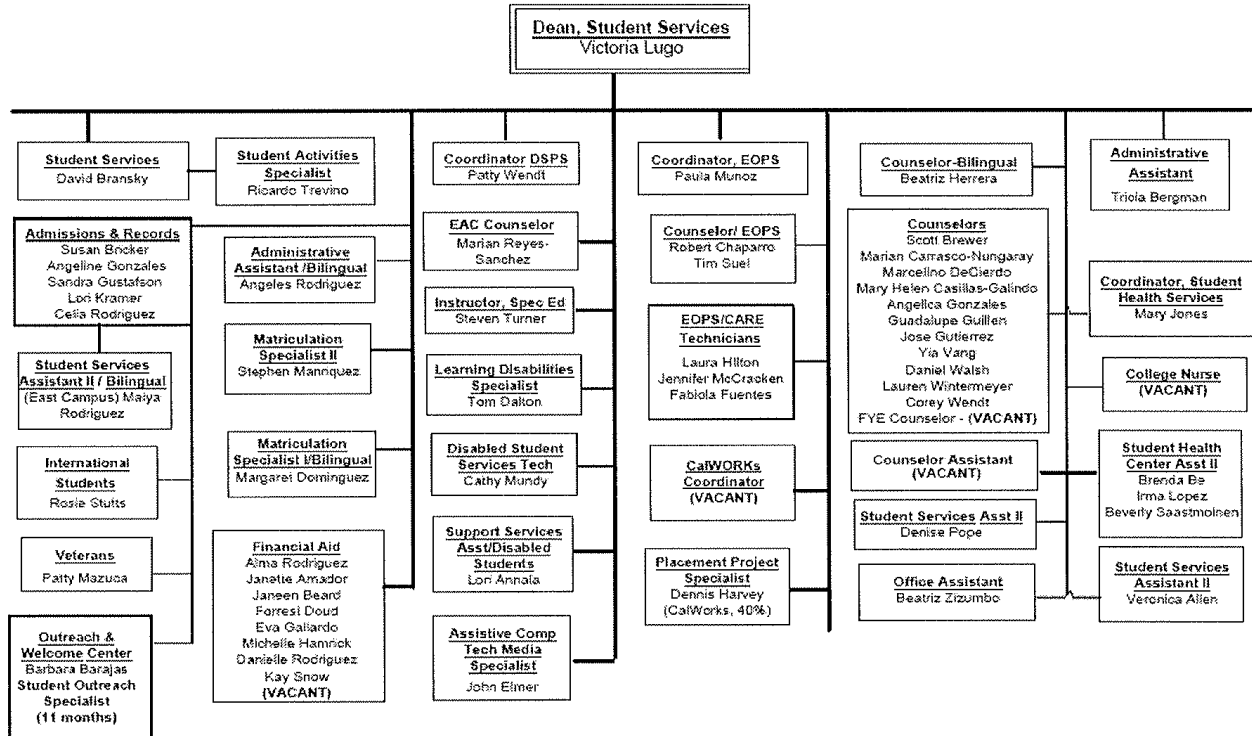 Dean, Student Services
Victoria Lugo
Student Services
David Bransky
Student Activities
Specialist
Ricardo Trevino
Admissions & Records
Susan Bricker
Angeline Gonzales
Sandra Gustafson
Lori Kramer
Celia Rodriguez
Student Services
Assistant II / Bilingual
(East Campus) Maiya
Rodriguez
International
Students
Rosie Stults
Veterans
Patty Mazuca
Outreach &
Welcome Center
Barbara Barajas
Student Outreach
Specialist
(11 months)
Administrative
Assistant /Bilingual
Angeles Rodriguez
Matriculation
Specialist II
Stephen Manriquez
Matriculation
Specialist I/Bilingual
Margaret Dominguez
Financial Aid
Alma Rodriguez
Janette Amador
Janeen Beard
Forrest Doud
Eva Gallardo
Michelle Hamrick
Danielle Rodriguez
Kay Snow
(VACANT)
Coordinator DSPS
Patty Wendt
EAC Counselor
Marian Reyes-
Sanchez
Instructor, Spec Ed
Steven Turner
Learning Disabilities
Specialist
Tom Dalton
Disabled Student
Services Tech
Cathy Mundy
Support Services
Asst/Disabled
Students
Lori Annala
Assistive Comp
Tech Media
Specialist
John Elmer
Coordinator, EOPS
Paula Munoz
Counselor/ EOPS
Robert Chaparro
Tim Suel
EOPS/CARE
Technicians
Laura Hilton
Jennifer McCracken
Fabiola Fuentes
CalWORKs
Coordinator
(VACANT)
Placement Project
Specialist
Dennis Harvey
(CalWorks, 40%)
Counselor-Bilingual
Beatriz Herrera
Counselors
Scott Brewer
Marian Carrasco-Nungaray
Marcelino DeCierdo
Mary Helen Casillas-Galindo
Angelica Gonzales
Guadalupe Guillen
Jose Gutierrez
Yia Vang
Daniel Walsh
Lauren Wintermeyer
Corey Wendt
FYE Counselor - (VACANT)
Counselor Assistant
(VACANT)
Student Services Asst II
Denise Pope
Office Assistant
Beatriz Zizumbo
Administrative
Assistant
Tricia Bergman
Coordinator, Student
Health Services
Mary Jones
College Nurse
(VACANT)
Student Health
Center Asst II
Brenda Be
Irma Lopez
Beverly Saastmoinen
Student Services
Assistant II
Veronica Allen